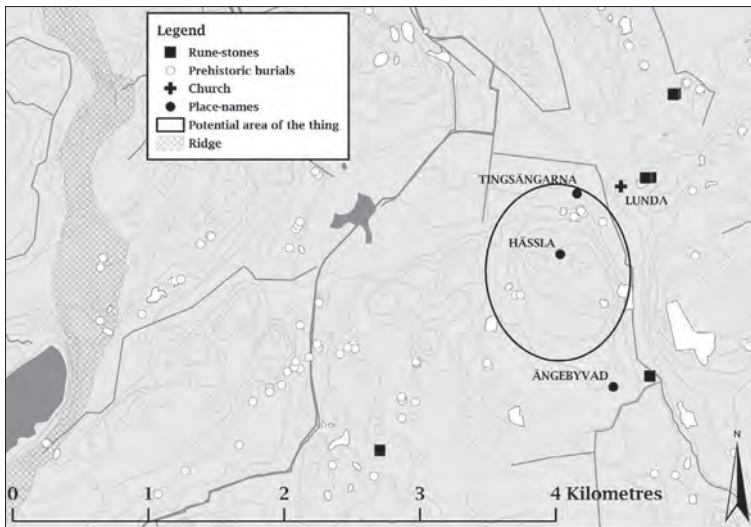 Legend
Rune-stones
Prehistoric burials
Church
Place-names
Potential area of the thing
Ridge
TINGSÄNGARNA
LUNDA
HÄSSLA
ÄNGEBYVAD
N
0 1 2 3 4 Kilometres